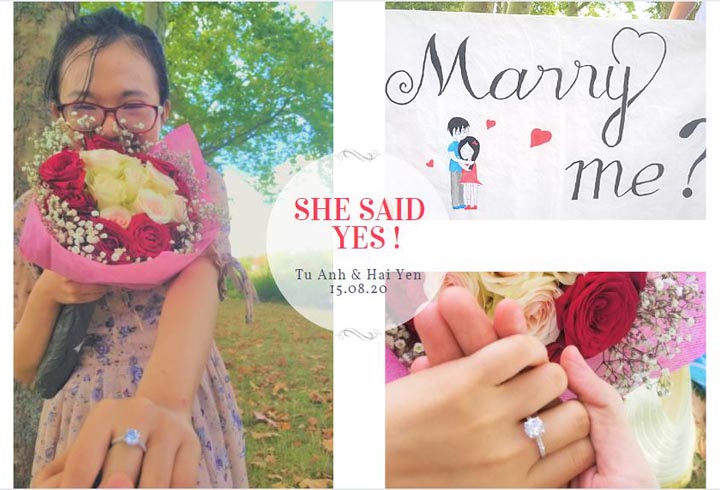 Marry
me?
SHE SAID
YES !
Tu Anh & Hai Yen
15.08.20